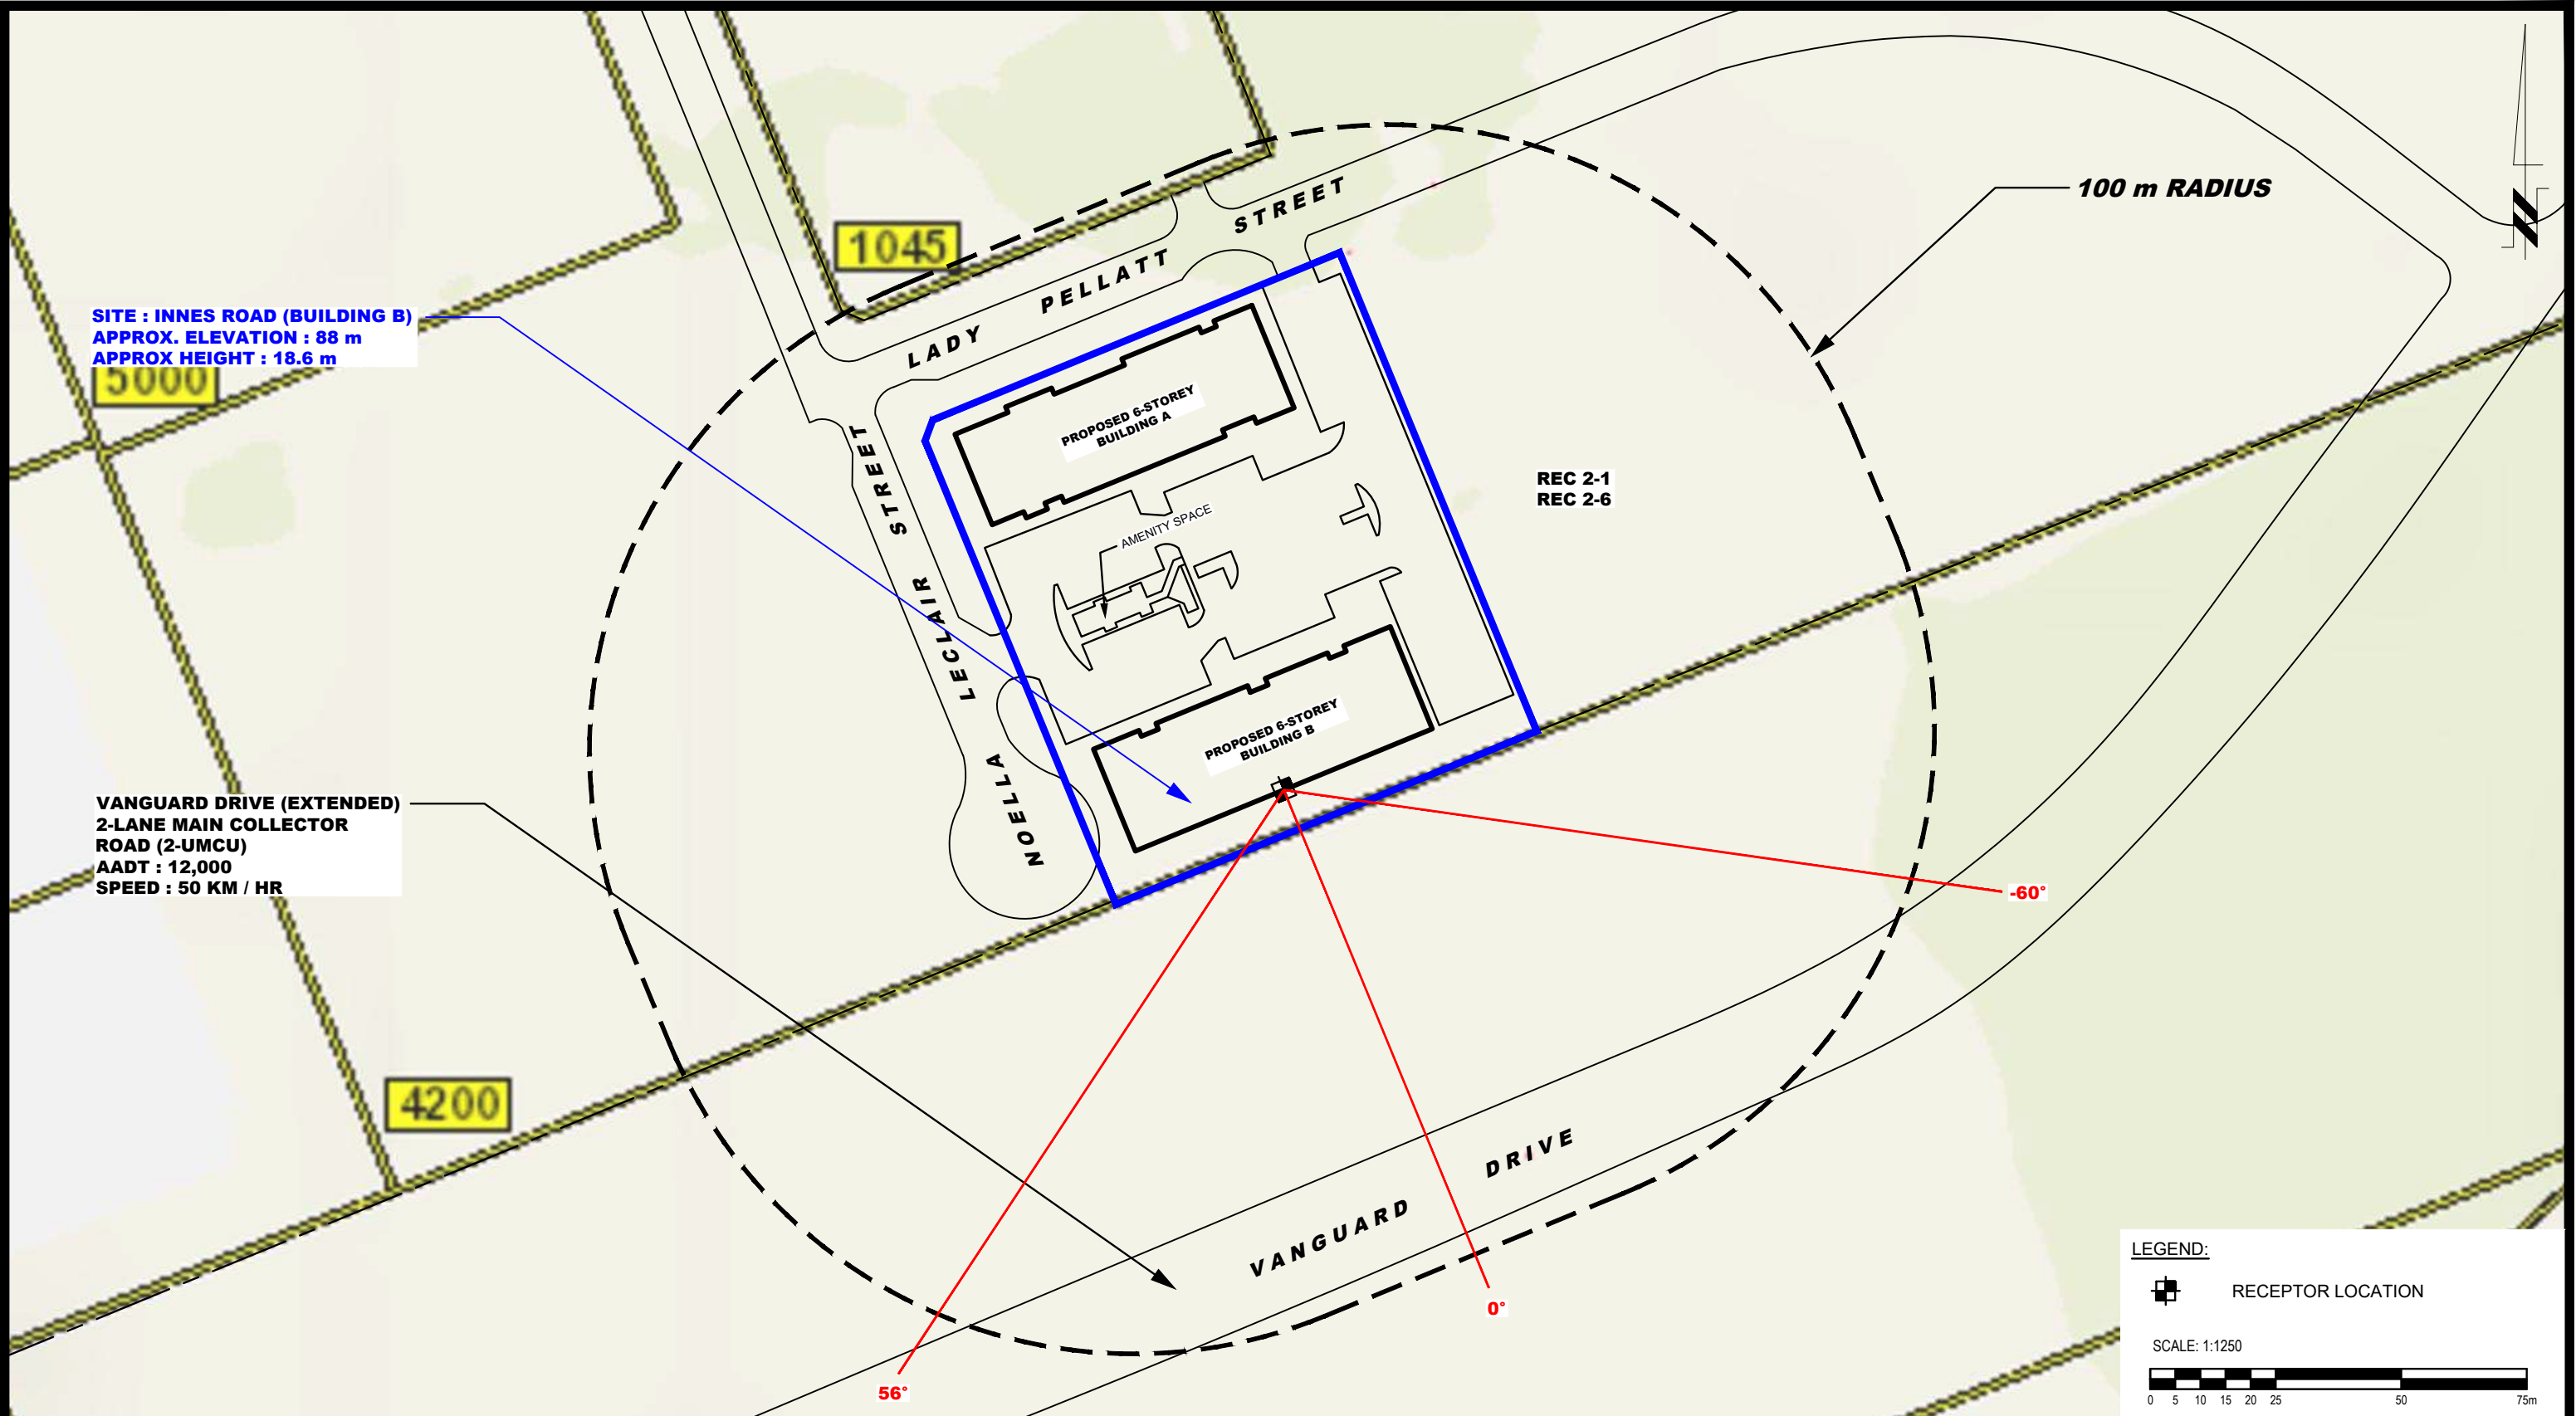 1045
100 m RADIUS
LADY PELLATT STREET
SITE : INNES ROAD (BUILDING B)
APPROX. ELEVATION : 88 m
APPROX HEIGHT : 18.6 m
5000
PROPOSED 6-STOREY
BUILDING A
REC 2-1
REC 2-6
AMENITY SPACE
NOELLA LECLAIR STREET
PROPOSED 6-STOREY
BUILDING B
VANGUARD DRIVE (EXTENDED)
2-LANE MAIN COLLECTOR
ROAD (2-UMCU)
AADT : 12,000
SPEED : 50 KM / HR
-60°
4200
VANGUARD DRIVE
0°
56°
LEGEND:
RECEPTOR LOCATION
SCALE: 1:1250
0 5 10 15 20 25 50 75m